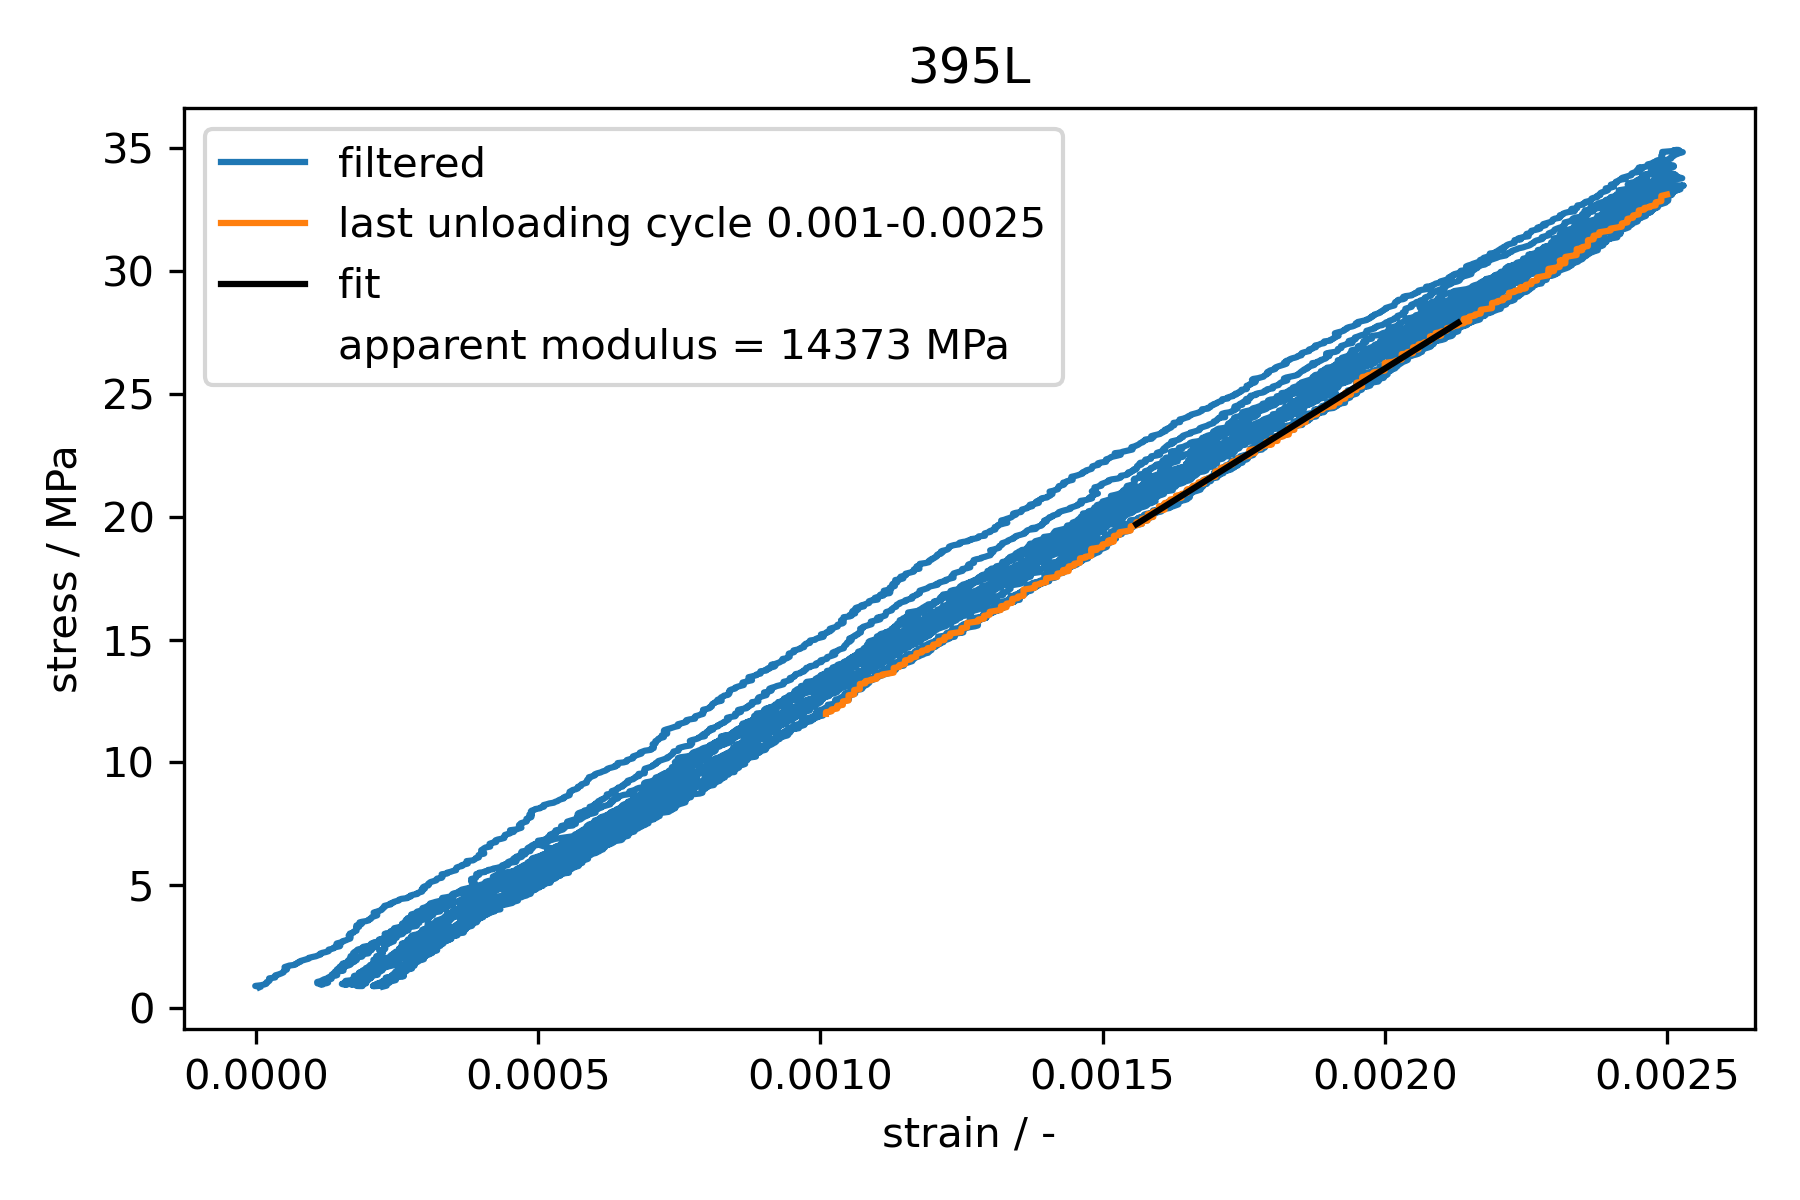 395L
filtered
last unloading cycle 0.001-0.0025
fit
apparent modulus = 14373 MPa
stress / MPa
35
30
25
20
15
10
5
0
0.0000 0.0005 0.0010 0.0015 0.0020 0.0025
strain / -